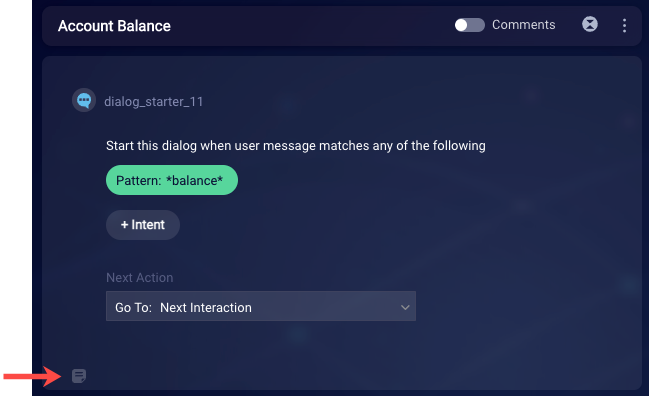 Account Balance
Comments
dialog_starter_11
Start this dialog when user message matches any of the following
Pattern: *balance*
+ Intent
Next Action
Go To: Next Interaction